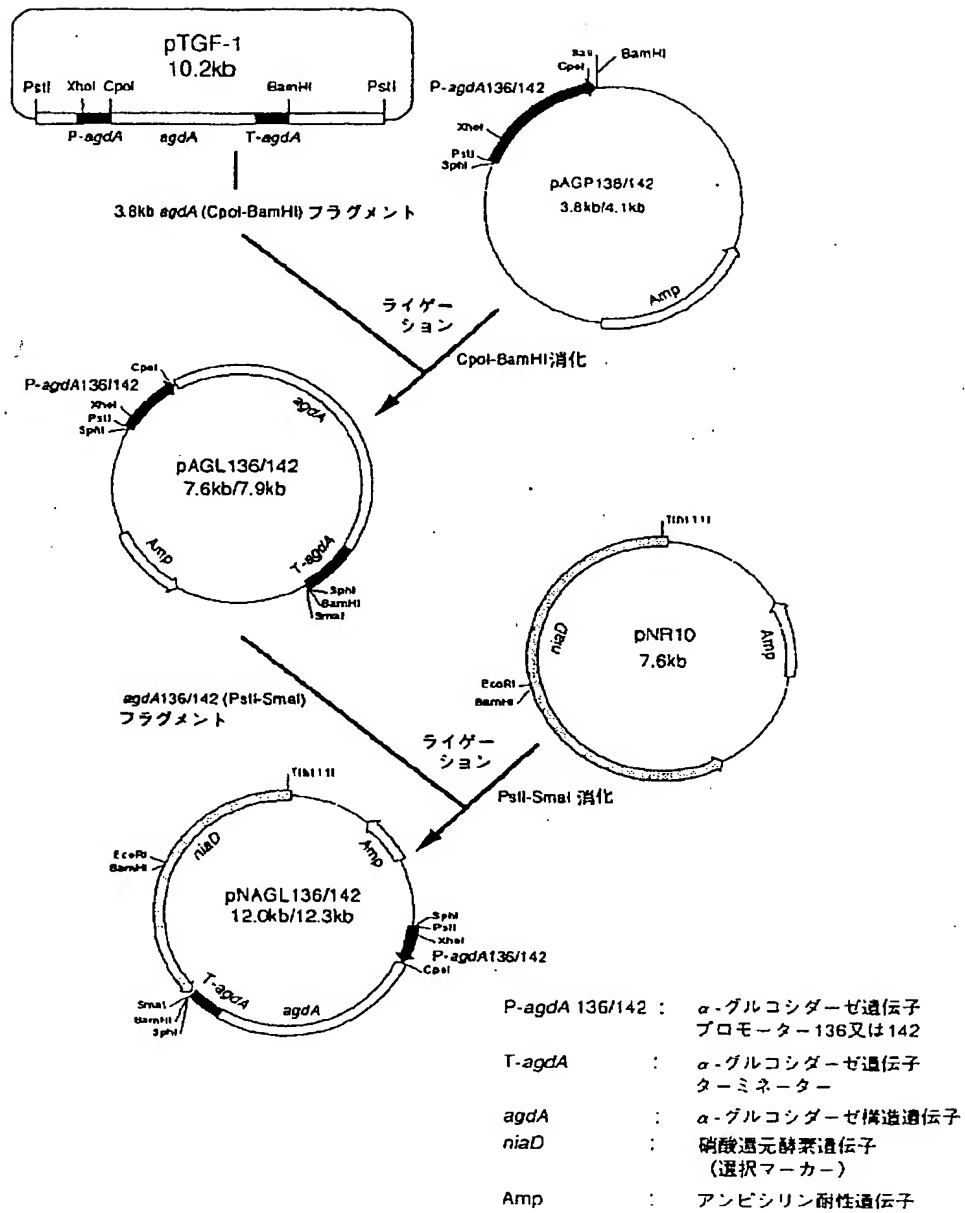 pTGF-1
10.2kb
PstI XhoI CpoI BamHI PstI
P-agdA agdA T-agdA
3.8kb agdA (CpoI-BamHI) フラグメント
BamHI
CpoI
P-agdA136/142
XhoI
PstI
SphI
pAGP136/142
3.8kb/4.1kb
Amp
ライゲー
ション
CpoI-BamHI 消化
CpoI
P-agdA136/142
XhoI
PstI
SphI
agdA
pAGL136/142
7.6kb/7.9kb
Amp
T-agdA
SphI
BamHI
SmaI
Tth111I
niaD
pNR10
7.6kb
Amp
EcoRI
BamHI
agdA136/142 (PstI-SmaI)
フラグメント
ライゲー
ション
PstI-SmaI 消化
Tth111I
niaD
Amp
EcoRI
BamHI
pNAGL136/142
12.0kb/12.3kb
SphI
PstI
XhoI
P-agdA136/142
CpoI
T-agdA
agdA
SmaI
BamHI
SphI
P-agdA 136/142 : α-グルコシダーゼ遺伝子
プロモーター136又は142
T-agdA : α-グルコシダーゼ遺伝子
ターミネーター
agdA : α-グルコシダーゼ構造遺伝子
niaD : 硝酸還元酵素遺伝子
(選択マーカー)
Amp : アンピシリン耐性遺伝子